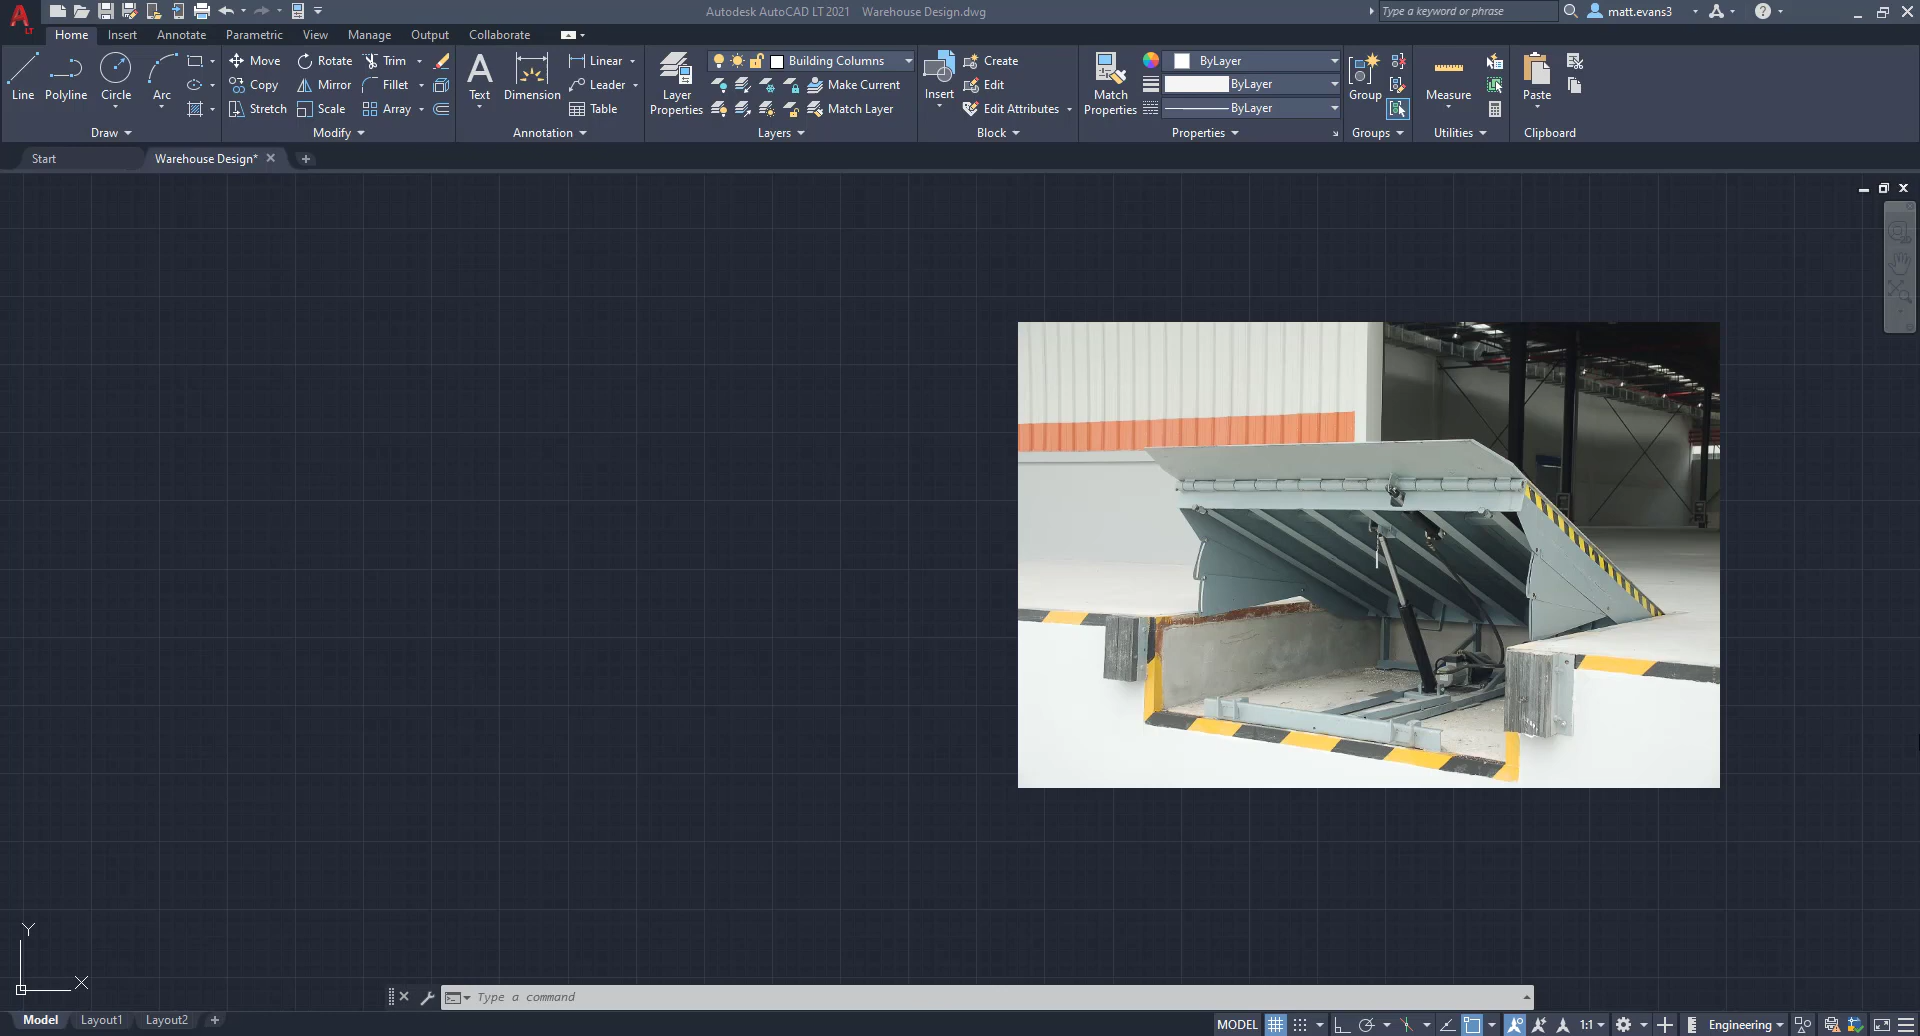 A
LT
Autodesk AutoCAD LT 2021 Warehouse Design.dwg
Type a keyword or phrase
matt.evans3
?
Home Insert Annotate Parametric View Manage Output Collaborate
Line Polyline Circle Arc
Draw
Move Rotate Trim
Copy Mirror Fillet
Stretch Scale Array
Modify
A
Text Dimension
Linear
Leader
Table
Annotation
Layer Properties
Building Columns
Make Current
Match Layer
Layers
Insert
Create
Edit
Edit Attributes
Block
Match Properties
ByLayer
ByLayer
ByLayer
Properties
Group
Groups
Measure
Utilities
Paste
Clipboard
Start Warehouse Design*
Y
X
Type a command
Model Layout1 Layout2
MODEL 1:1 Engineering